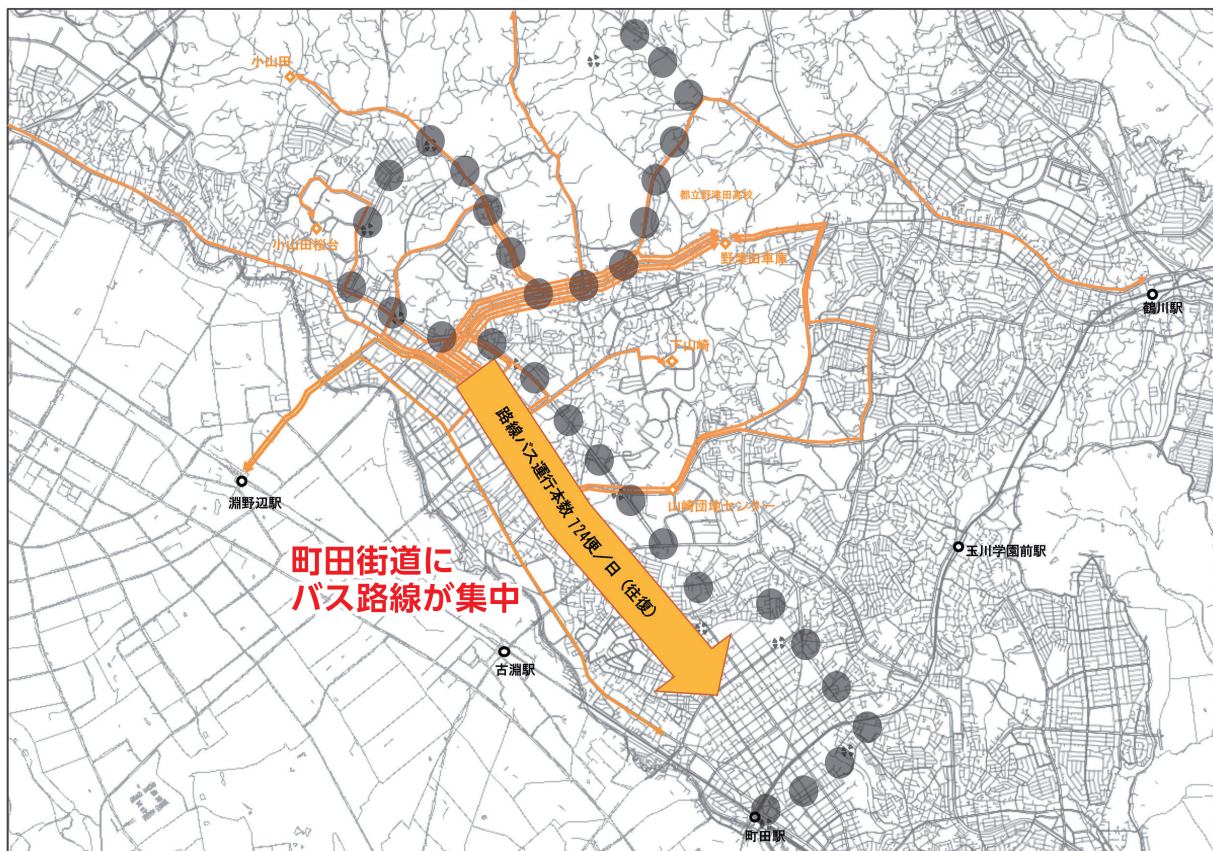 小山田
都立野津田高校
小山田桜台
野津田車庫
鶴川駅
下山崎
路線バス運行本数 724便／日（往復）
淵野辺駅
山崎団地センター
町田街道に
バス路線が集中
玉川学園前駅
古淵駅
町田駅